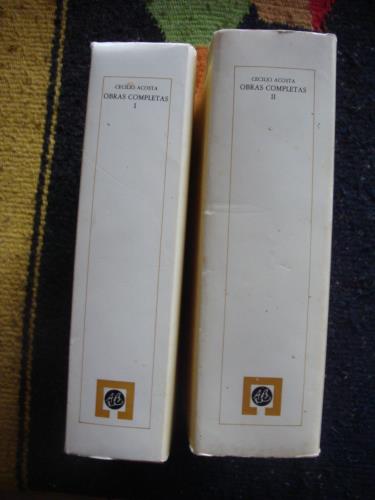 CECILIO ACOSTA
OBRAS COMPLETAS
I
CECILIO ACOSTA
OBRAS COMPLETAS
II